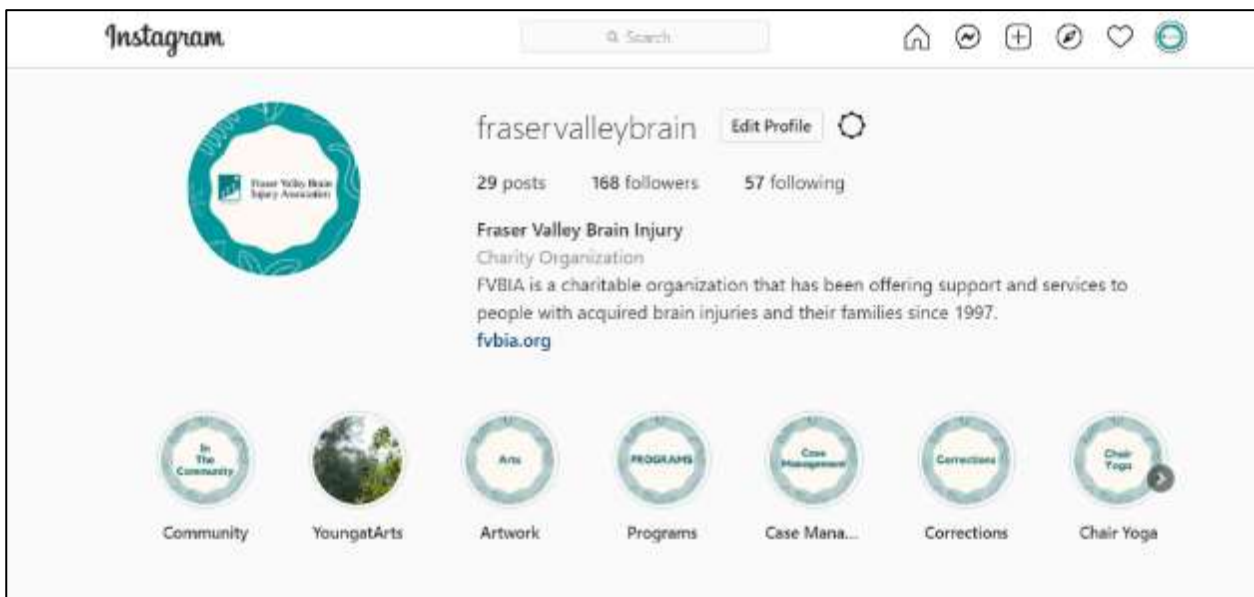 Instagram
Search
fraservalleybrain Edit Profile
29 posts 168 followers 57 following
Fraser Valley Brain
Injury Association
Fraser Valley Brain Injury
Charity Organization
FVBIA is a charitable organization that has been offering support and services to
people with acquired brain injuries and their families since 1997.
fvbia.org
In
The
Community
Arts
PROGRAMS
Case
Management
Corrections
Chair
Yoga
Community YoungatArts Artwork Programs Case Mana... Corrections Chair Yoga